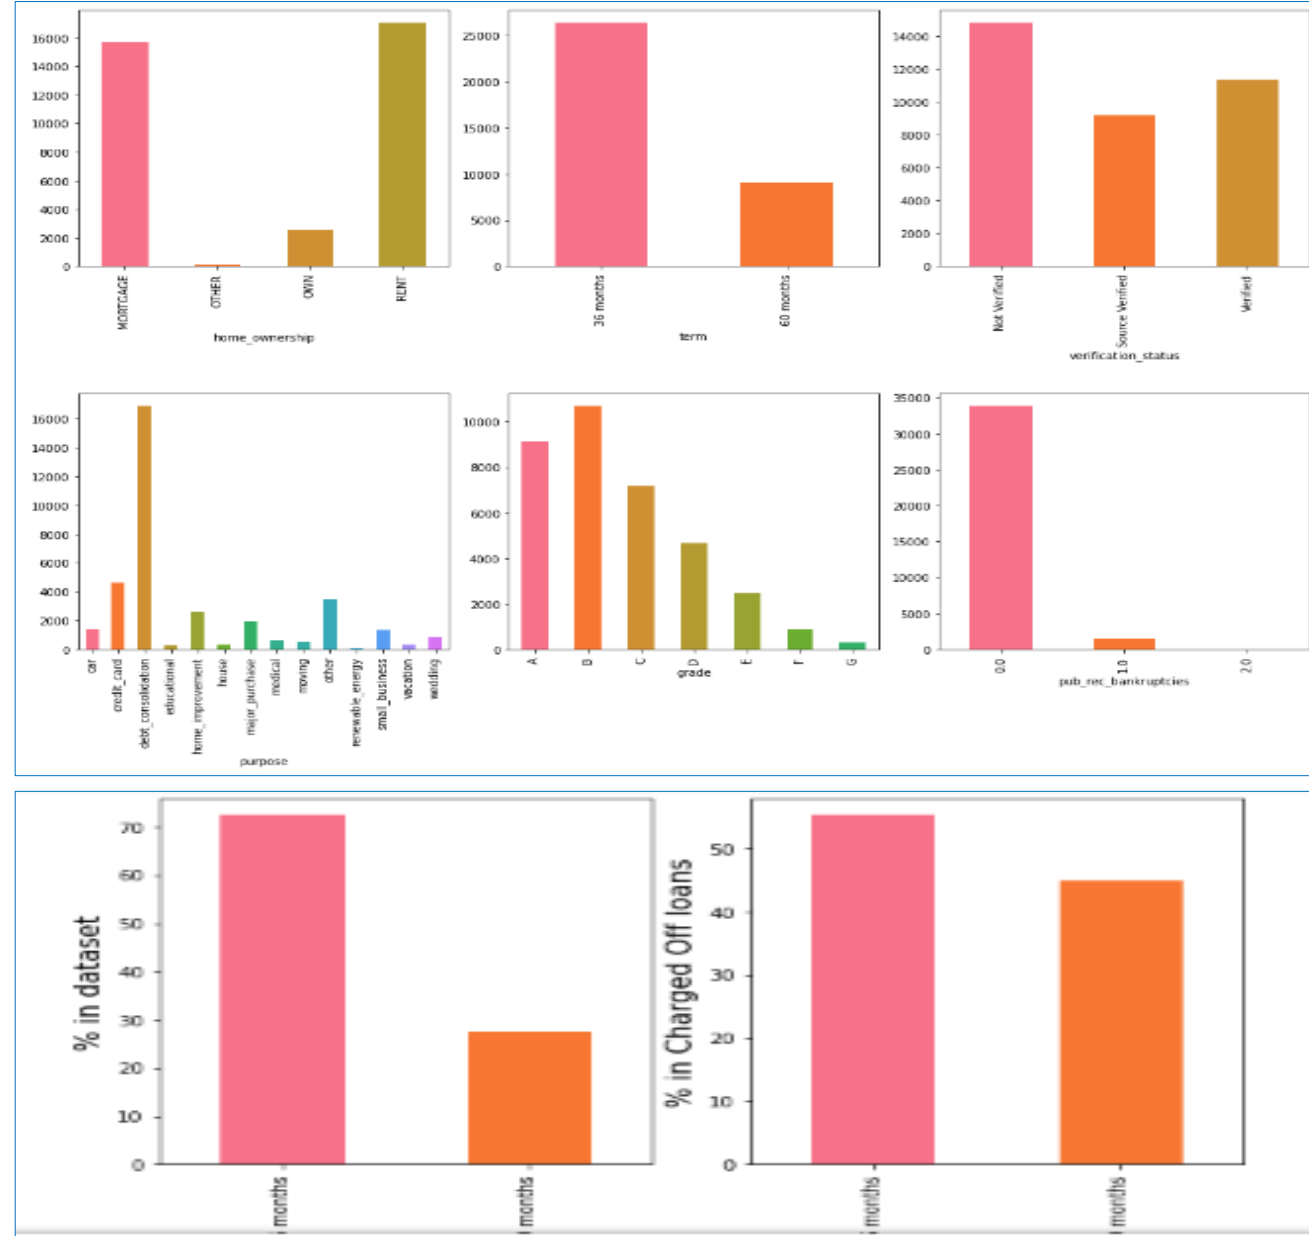 16000
14000
12000
10000
8000
6000
4000
2000
0
MORTGAGE
OTHER
OWN
RENT
home_ownership
25000
20000
15000
10000
5000
0
36 months
60 months
term
14000
12000
10000
8000
6000
4000
2000
0
Not Verified
Source Verified
Verified
verification_status
16000
14000
12000
10000
8000
6000
4000
2000
0
car
credit_card
debt_consolidation
educational
home_improvement
house
major_purchase
medical
moving
other
renewable_energy
small_business
vacation
wedding
purpose
10000
8000
6000
4000
2000
0
A
B
C
D
E
F
G
grade
35000
30000
25000
20000
15000
10000
5000
0
0.0
1.0
2.0
pub_rec_bankruptcies
% in dataset
70
60
50
40
30
20
10
0
months
months
% in Charged Off loans
50
40
30
20
10
0
months
months